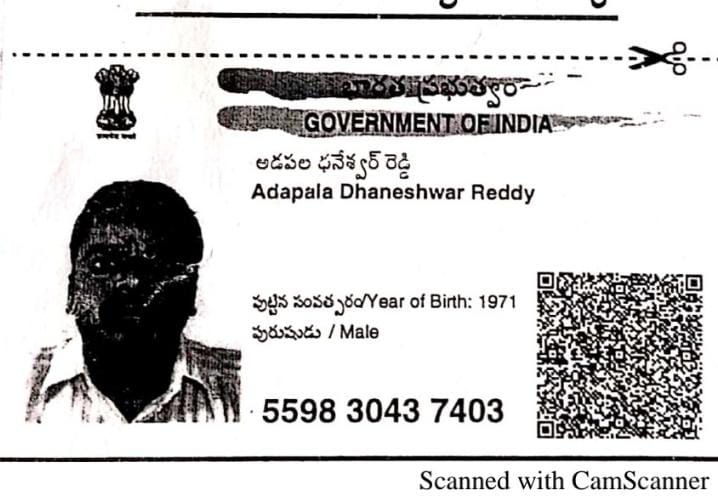 భారత ప్రభుత్వం
GOVERNMENT OF INDIA
అడపల ధనేశ్వర్ రెడ్డి
Adapala Dhaneshwar Reddy
పుట్టిన సంవత్సరం/Year of Birth: 1971
పురుషుడు / Male
5598 3043 7403
Scanned with CamScanner